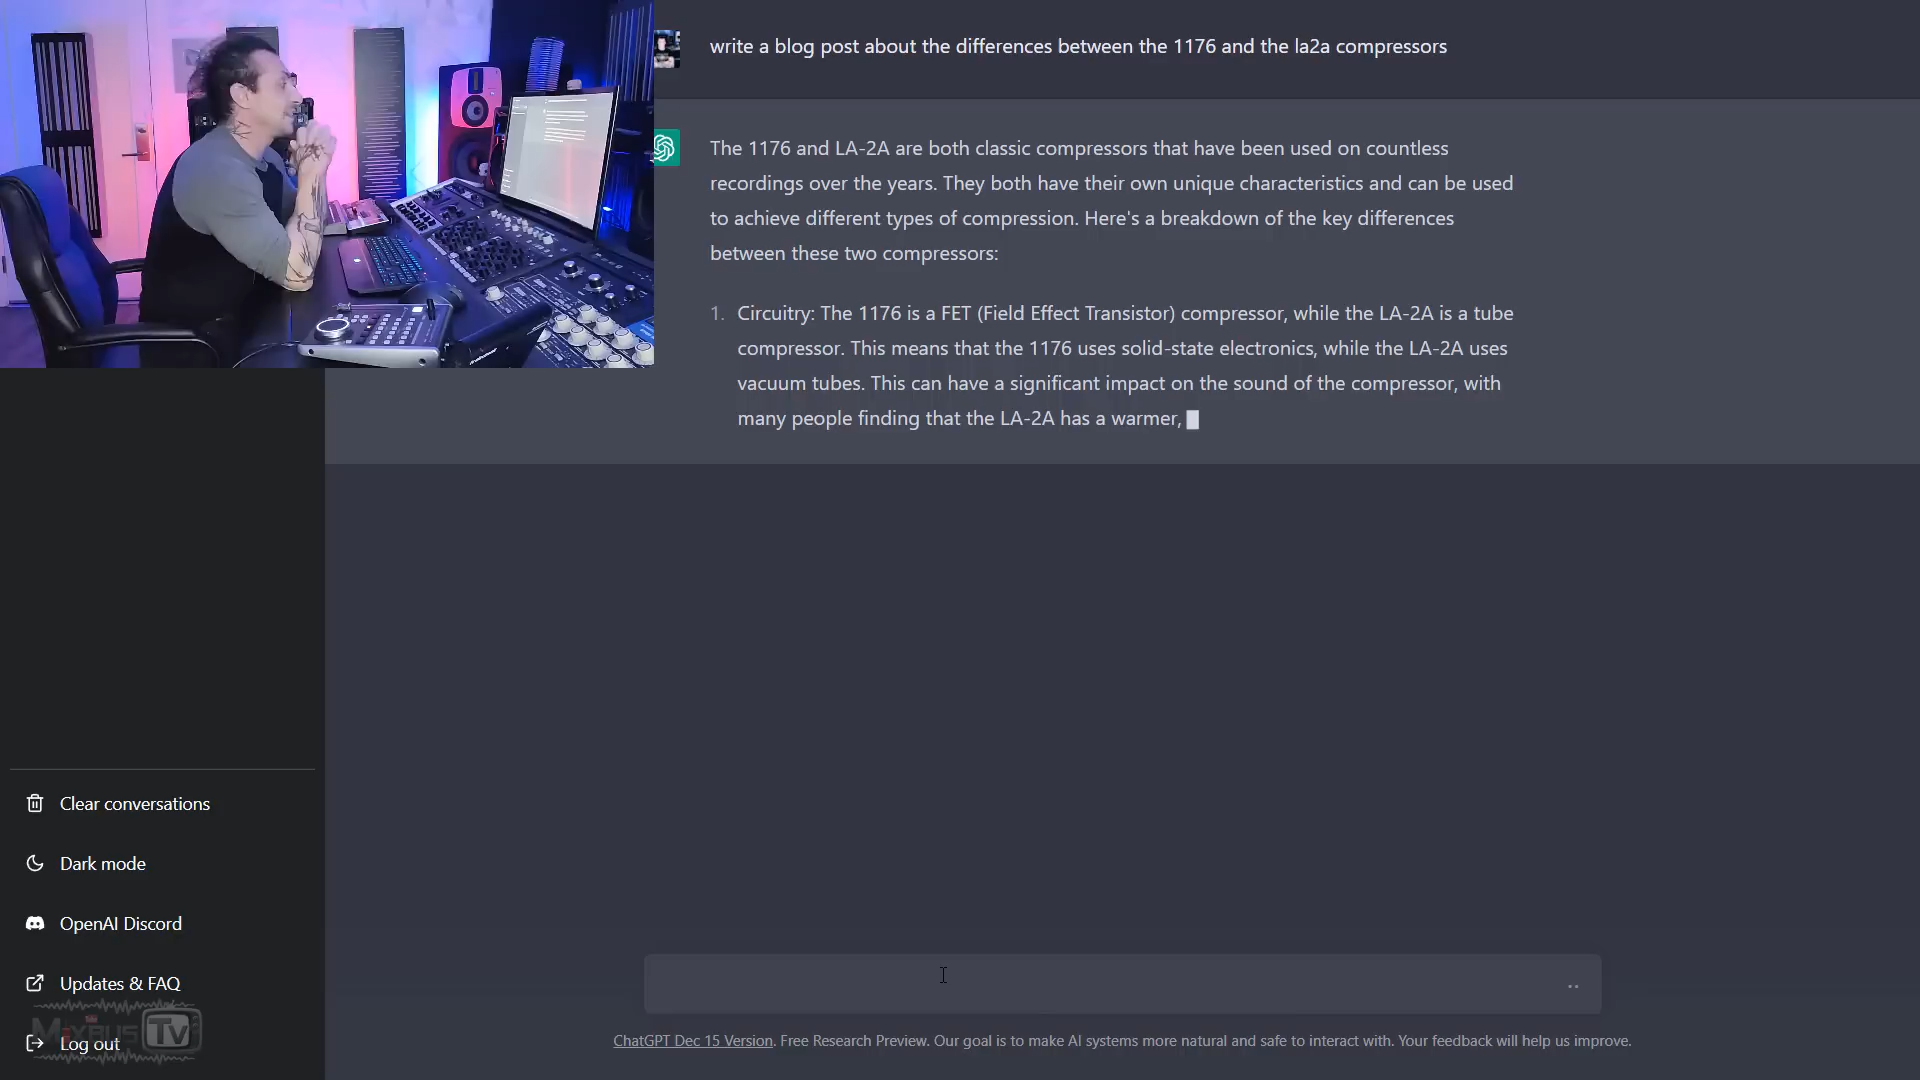 write a blog post about the differences between the 1176 and the la2a compressors
The 1176 and LA-2A are both classic compressors that have been used on countless
recordings over the years. They both have their own unique characteristics and can be used
to achieve different types of compression. Here's a breakdown of the key differences
between these two compressors:
1. Circuitry: The 1176 is a FET (Field Effect Transistor) compressor, while the LA-2A is a tube
compressor. This means that the 1176 uses solid-state electronics, while the LA-2A uses
vacuum tubes. This can have a significant impact on the sound of the compressor, with
many people finding that the LA-2A has a warmer,
Clear conversations
Dark mode
OpenAI Discord
Updates & FAQ
MixBus Tv
Log out
ChatGPT Dec 15 Version. Free Research Preview. Our goal is to make AI systems more natural and safe to interact with. Your feedback will help us improve.